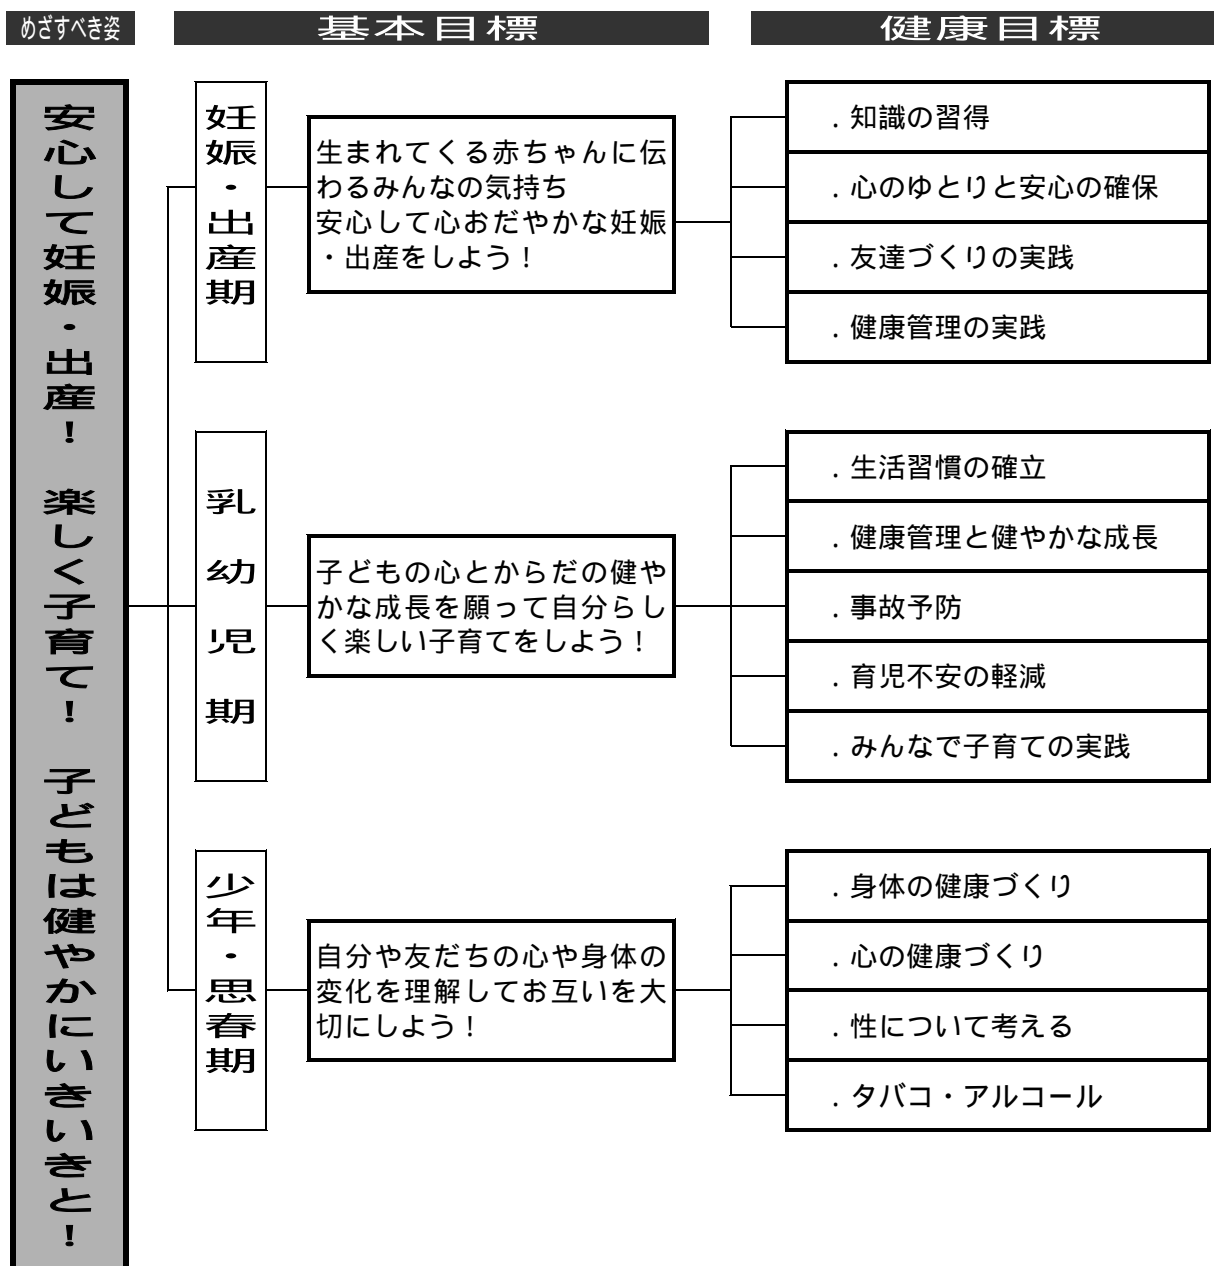 めざすべき姿
基本目標
健康目標
安心して妊娠・出産！　楽しく子育て！　子どもは健やかにいきいきと！
妊娠・出産期
生まれてくる赤ちゃんに伝
わるみんなの気持ち
安心して心おだやかな妊娠
・出産をしよう！
．知識の習得
．心のゆとりと安心の確保
．友達づくりの実践
．健康管理の実践
乳幼児期
子どもの心とからだの健や
かな成長を願って自分らし
く楽しい子育てをしよう！
．生活習慣の確立
．健康管理と健やかな成長
．事故予防
．育児不安の軽減
．みんなで子育ての実践
少年・思春期
自分や友だちの心や身体の
変化を理解してお互いを大
切にしよう！
．身体の健康づくり
．心の健康づくり
．性について考える
．タバコ・アルコール